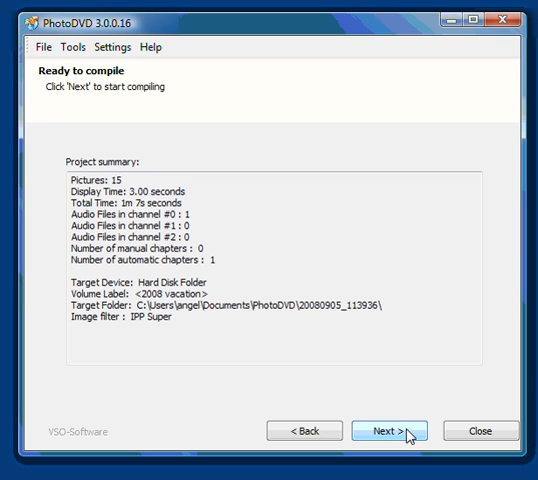 PhotoDVD 3.0.0.16
File Tools Settings Help
Ready to compile
Click 'Next' to start compiling
Project summary:
Pictures: 15
Display Time: 3.00 seconds
Total Time: 1m 7s seconds
Audio Files in channel #0 : 1
Audio Files in channel #1 : 0
Audio Files in channel #2 : 0
Number of manual chapters : 0
Number of automatic chapters : 1
Target Device: Hard Disk Folder
Volume Label: <2008 vacation>
Target Folder: C:\Users\angel\Documents\PhotoDVD\20080905_113936\
Image filter : IPP Super
VSO-Software
< Back
Next >
Close